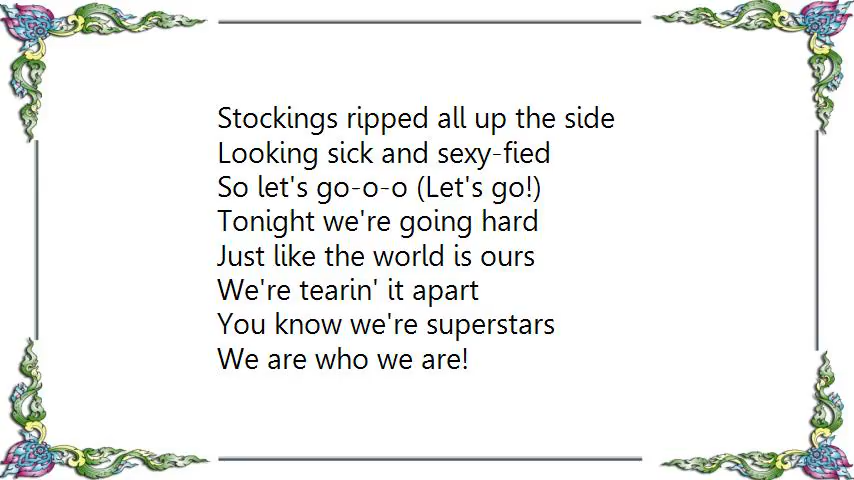 Stockings ripped all up the side
Looking sick and sexy-fied
So let's go-o-o (Let's go!)
Tonight we're going hard
Just like the world is ours
We're tearin' it apart
You know we're superstars
We are who we are!